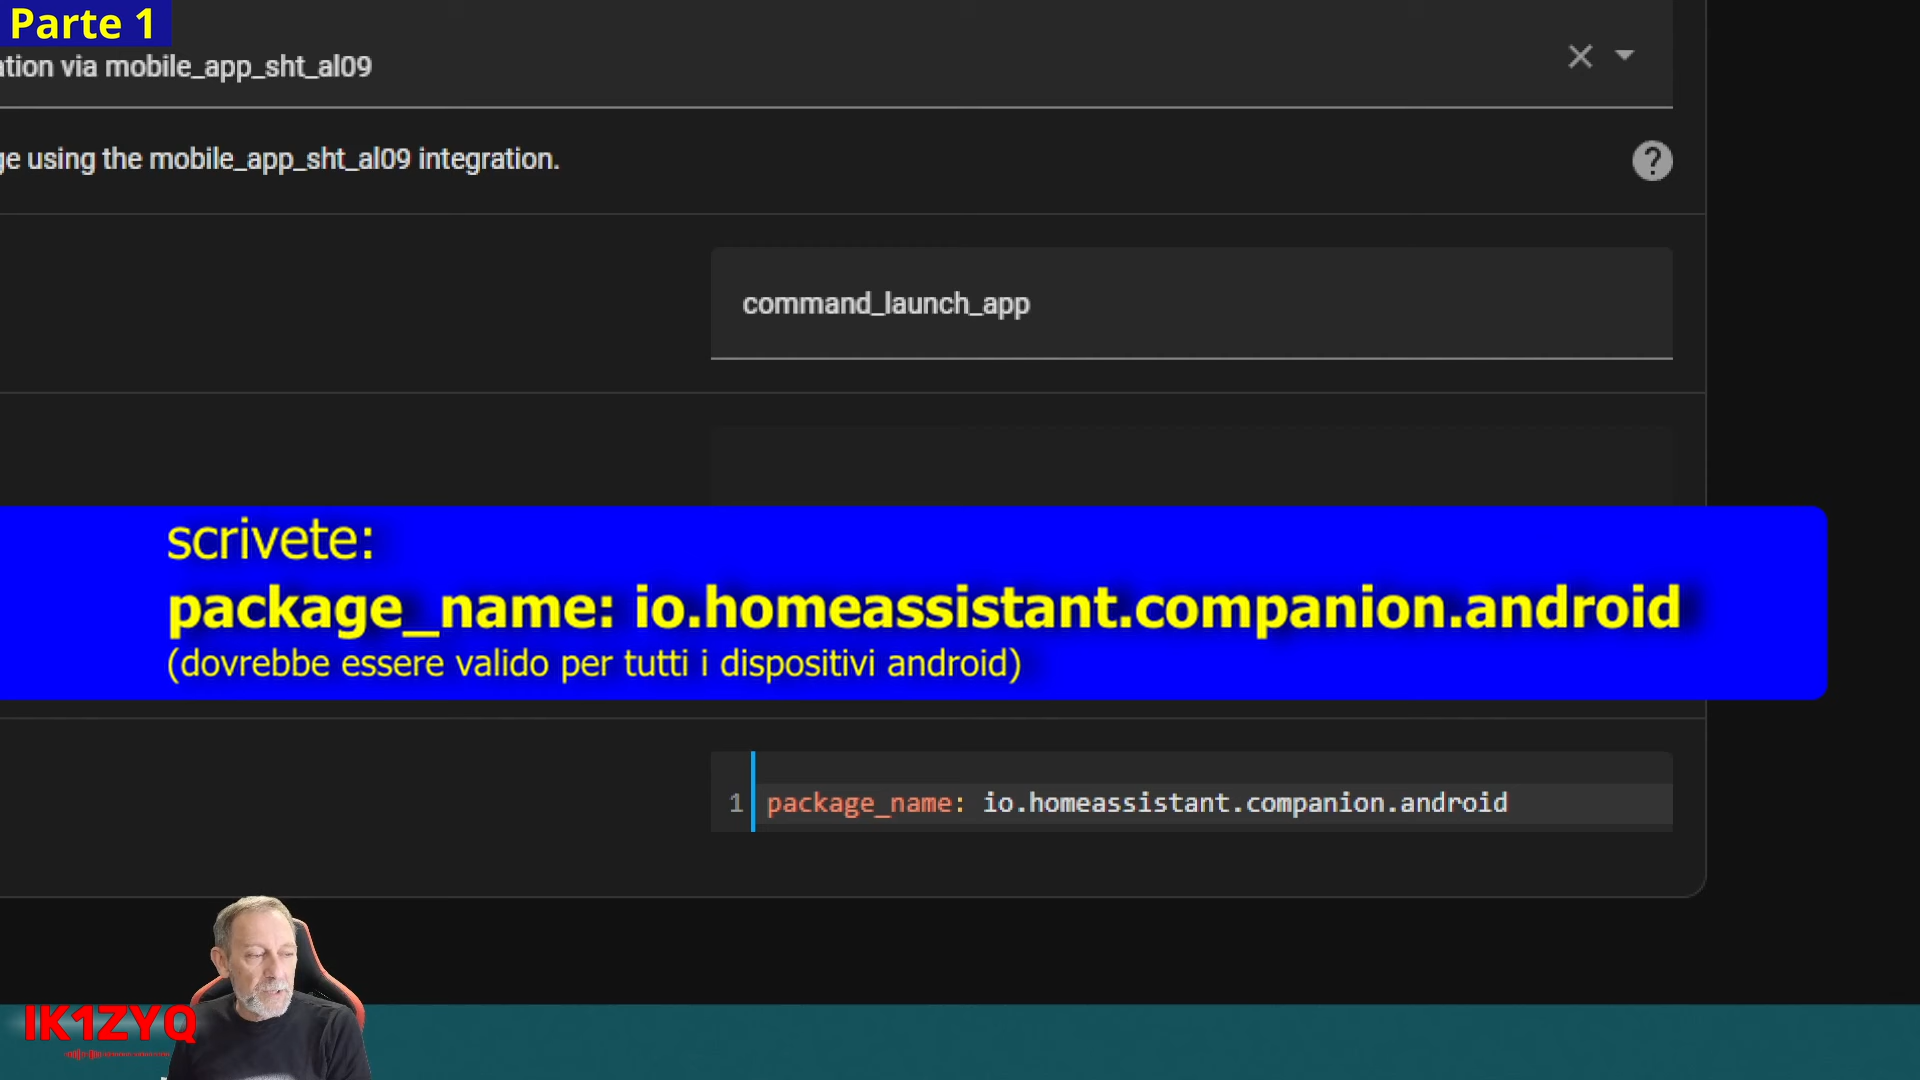 Parte 1
ation via mobile_app_sht_al09
ge using the mobile_app_sht_al09 integration.
command_launch_app
scrivete:
package_name: io.homeassistant.companion.android
(dovrebbe essere valido per tutti i dispositivi android)
1 package_name: io.homeassistant.companion.android
IK1ZYQ